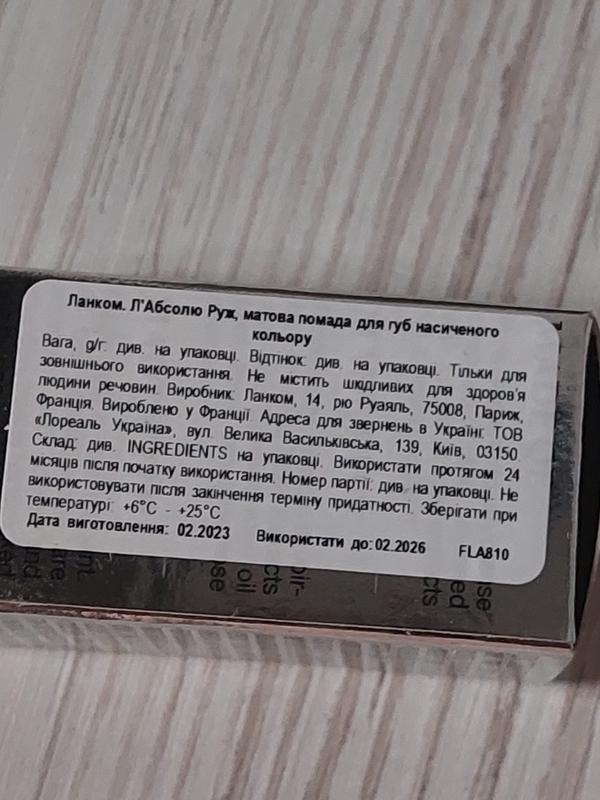 Ланком. Л'Абсолю Руж, матова помада для губ насиченого
кольору
Вага, g/г: див. на упаковці. Відтінок: див. на упаковці. Тільки для
зовнішнього використання. Не містить шкідливих для здоров'я
людини речовин. Виробник: Ланком, 14, рю Руаяль, 75008, Париж,
Франція. Вироблено у Франції. Адреса для звернень в Україні: ТОВ
«Лореаль Україна», вул. Велика Васильківська, 139, Київ, 03150.
Склад: див. INGREDIENTS на упаковці. Використати протягом 24
місяців після початку використання. Номер партії: див. на упаковці. Не
використовувати після закінчення терміну придатності. Зберігати при
температурі: +6°C - +25°C
Дата виготовлення: 02.2023 Використати до: 02.2026 FLA810
oil